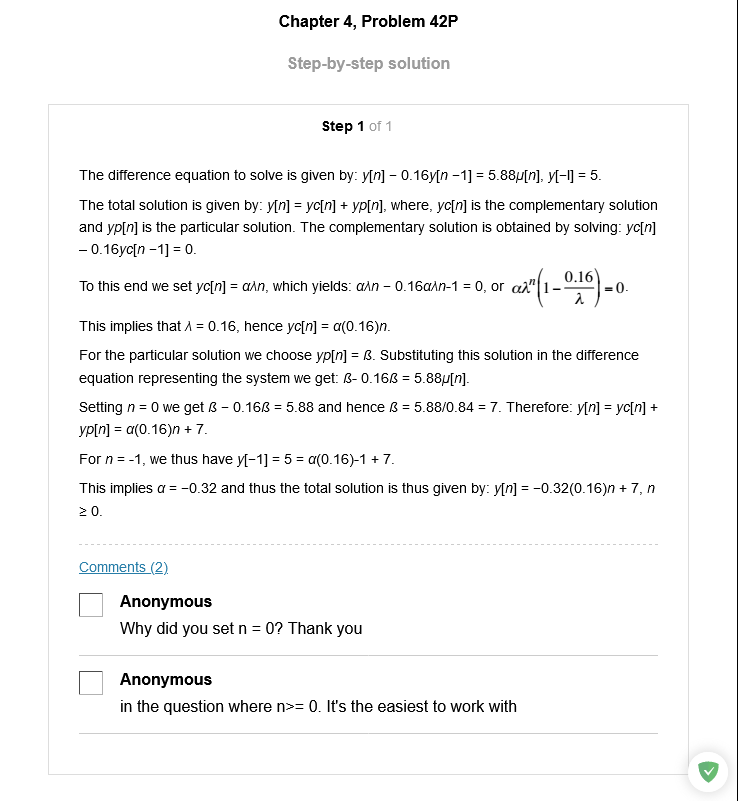 Chapter 4, Problem 42P
Step-by-step solution
Step 1 of 1
The difference equation to solve is given by: y[n] − 0.16y[n −1] = 5.88μ[n], y[−l] = 5.
The total solution is given by: y[n] = yc[n] + yp[n], where, yc[n] is the complementary solution
and yp[n] is the particular solution. The complementary solution is obtained by solving: yc[n]
− 0.16yc[n −1] = 0.
To this end we set yc[n] = αλn, which yields: αλn − 0.16αλn-1 = 0, or αλⁿ(1 − 0.16/λ) = 0.
This implies that λ = 0.16, hence yc[n] = α(0.16)n.
For the particular solution we choose yp[n] = ß. Substituting this solution in the difference
equation representing the system we get: ß- 0.16ß = 5.88μ[n].
Setting n = 0 we get ß − 0.16ß = 5.88 and hence ß = 5.88/0.84 = 7. Therefore: y[n] = yc[n] +
yp[n] = α(0.16)n + 7.
For n = -1, we thus have y[−1] = 5 = α(0.16)-1 + 7.
This implies α = −0.32 and thus the total solution is thus given by: y[n] = −0.32(0.16)n + 7, n
≥ 0.
Comments (2)
Anonymous
Why did you set n = 0? Thank you
Anonymous
in the question where n>= 0. It's the easiest to work with